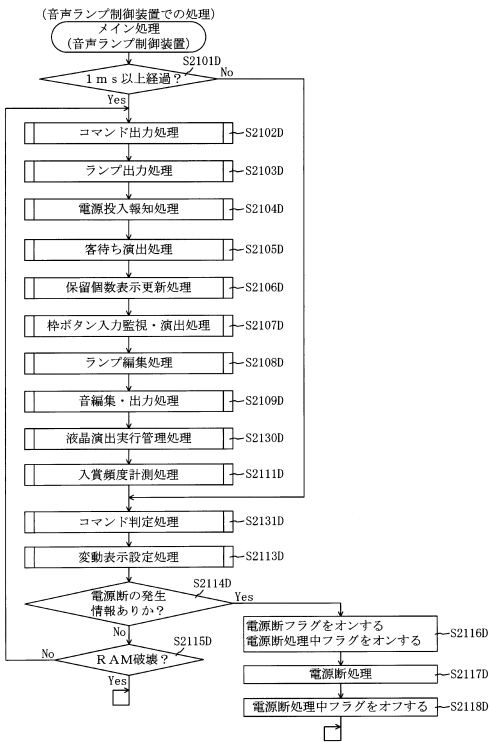 (音声ランプ制御装置での処理)
メイン処理
(音声ランプ制御装置)
S2101D
1ms以上経過?
No
Yes
コマンド出力処理
S2102D
ランプ出力処理
S2103D
電源投入報知処理
S2104D
客待ち演出処理
S2105D
保留個数表示更新処理
S2106D
枠ボタン入力監視・演出処理
S2107D
ランプ編集処理
S2108D
音編集・出力処理
S2109D
液晶演出実行管理処理
S2130D
入賞頻度計測処理
S2111D
コマンド判定処理
S2131D
変動表示設定処理
S2113D
S2114D
電源断の発生
情報ありか?
Yes
No
電源断フラグをオンする
電源断処理中フラグをオンする
S2116D
S2115D
RAM破壊?
No
Yes
電源断処理
S2117D
電源断処理中フラグをオフする
S2118D